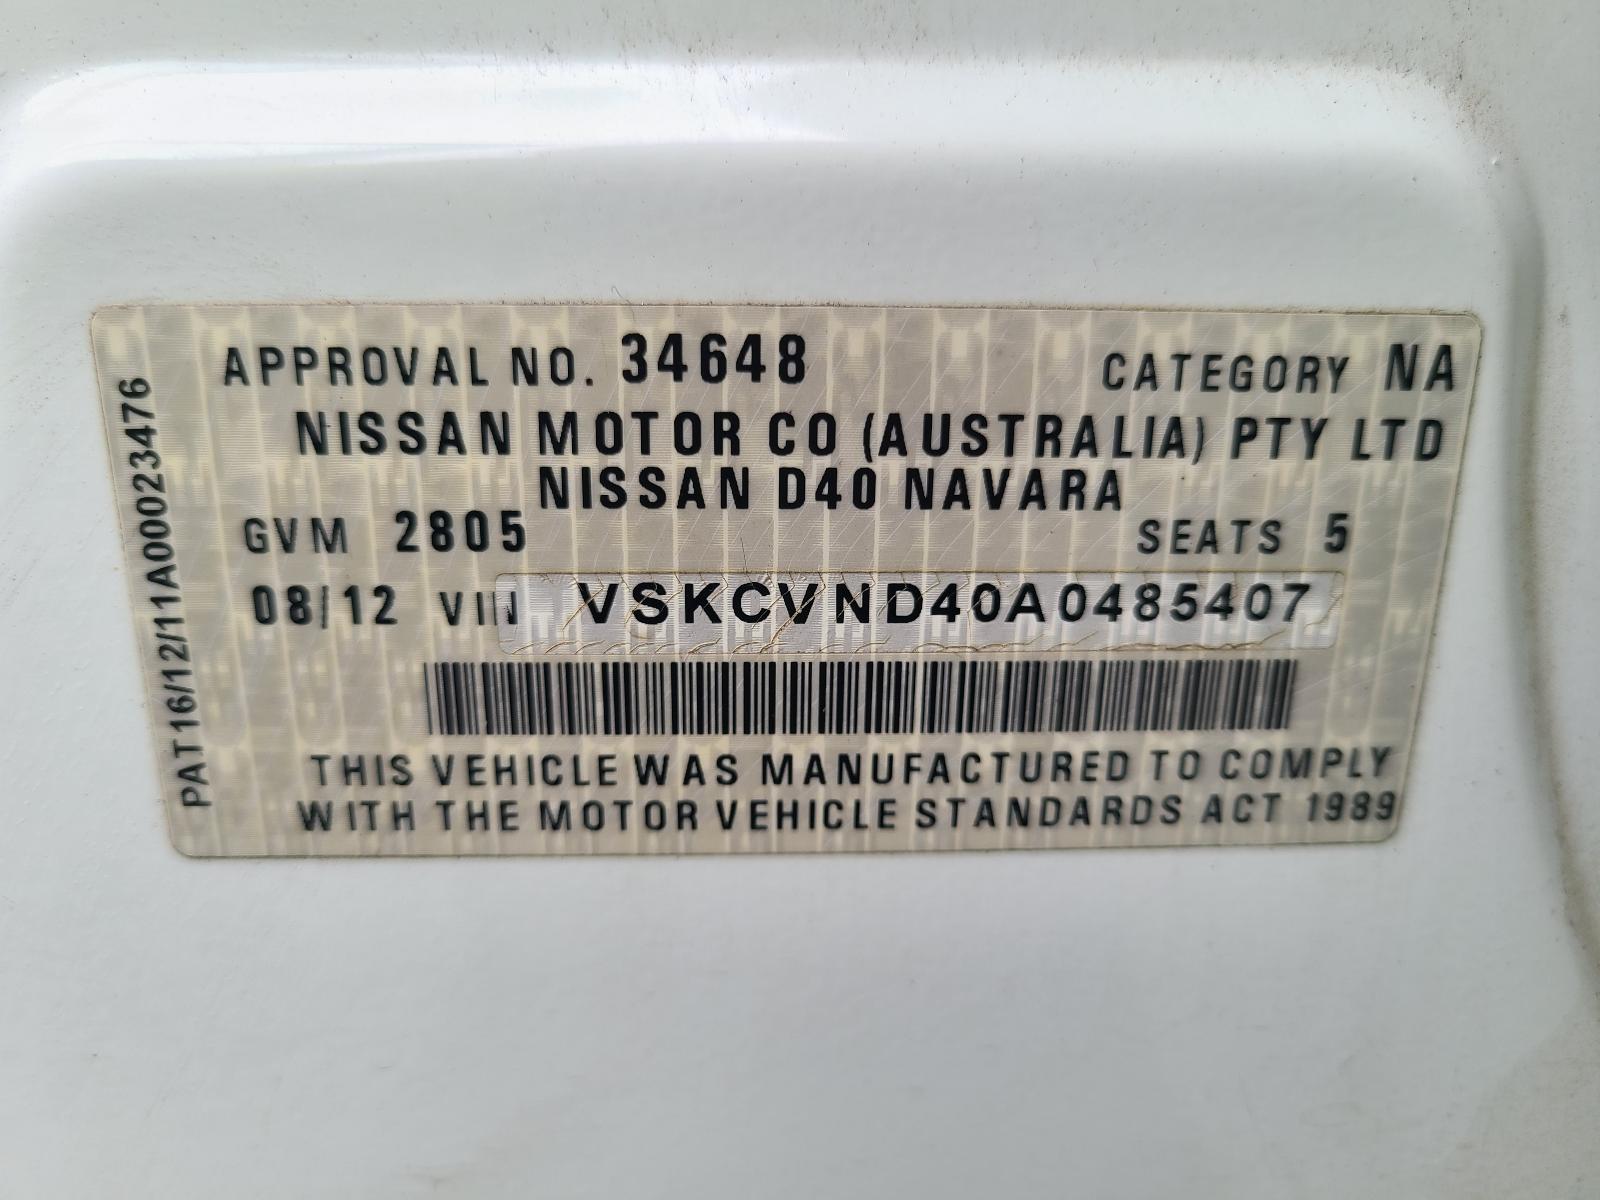 APPROVAL NO. 34648 CATEGORY NA
NISSAN MOTOR CO (AUSTRALIA) PTY LTD
NISSAN D40 NAVARA
GVM 2805 SEATS 5
08/12 VIN VSKCVND40A0485407
THIS VEHICLE WAS MANUFACTURED TO COMPLY
WITH THE MOTOR VEHICLE STANDARDS ACT 1989
PAT16/12/11A000023476